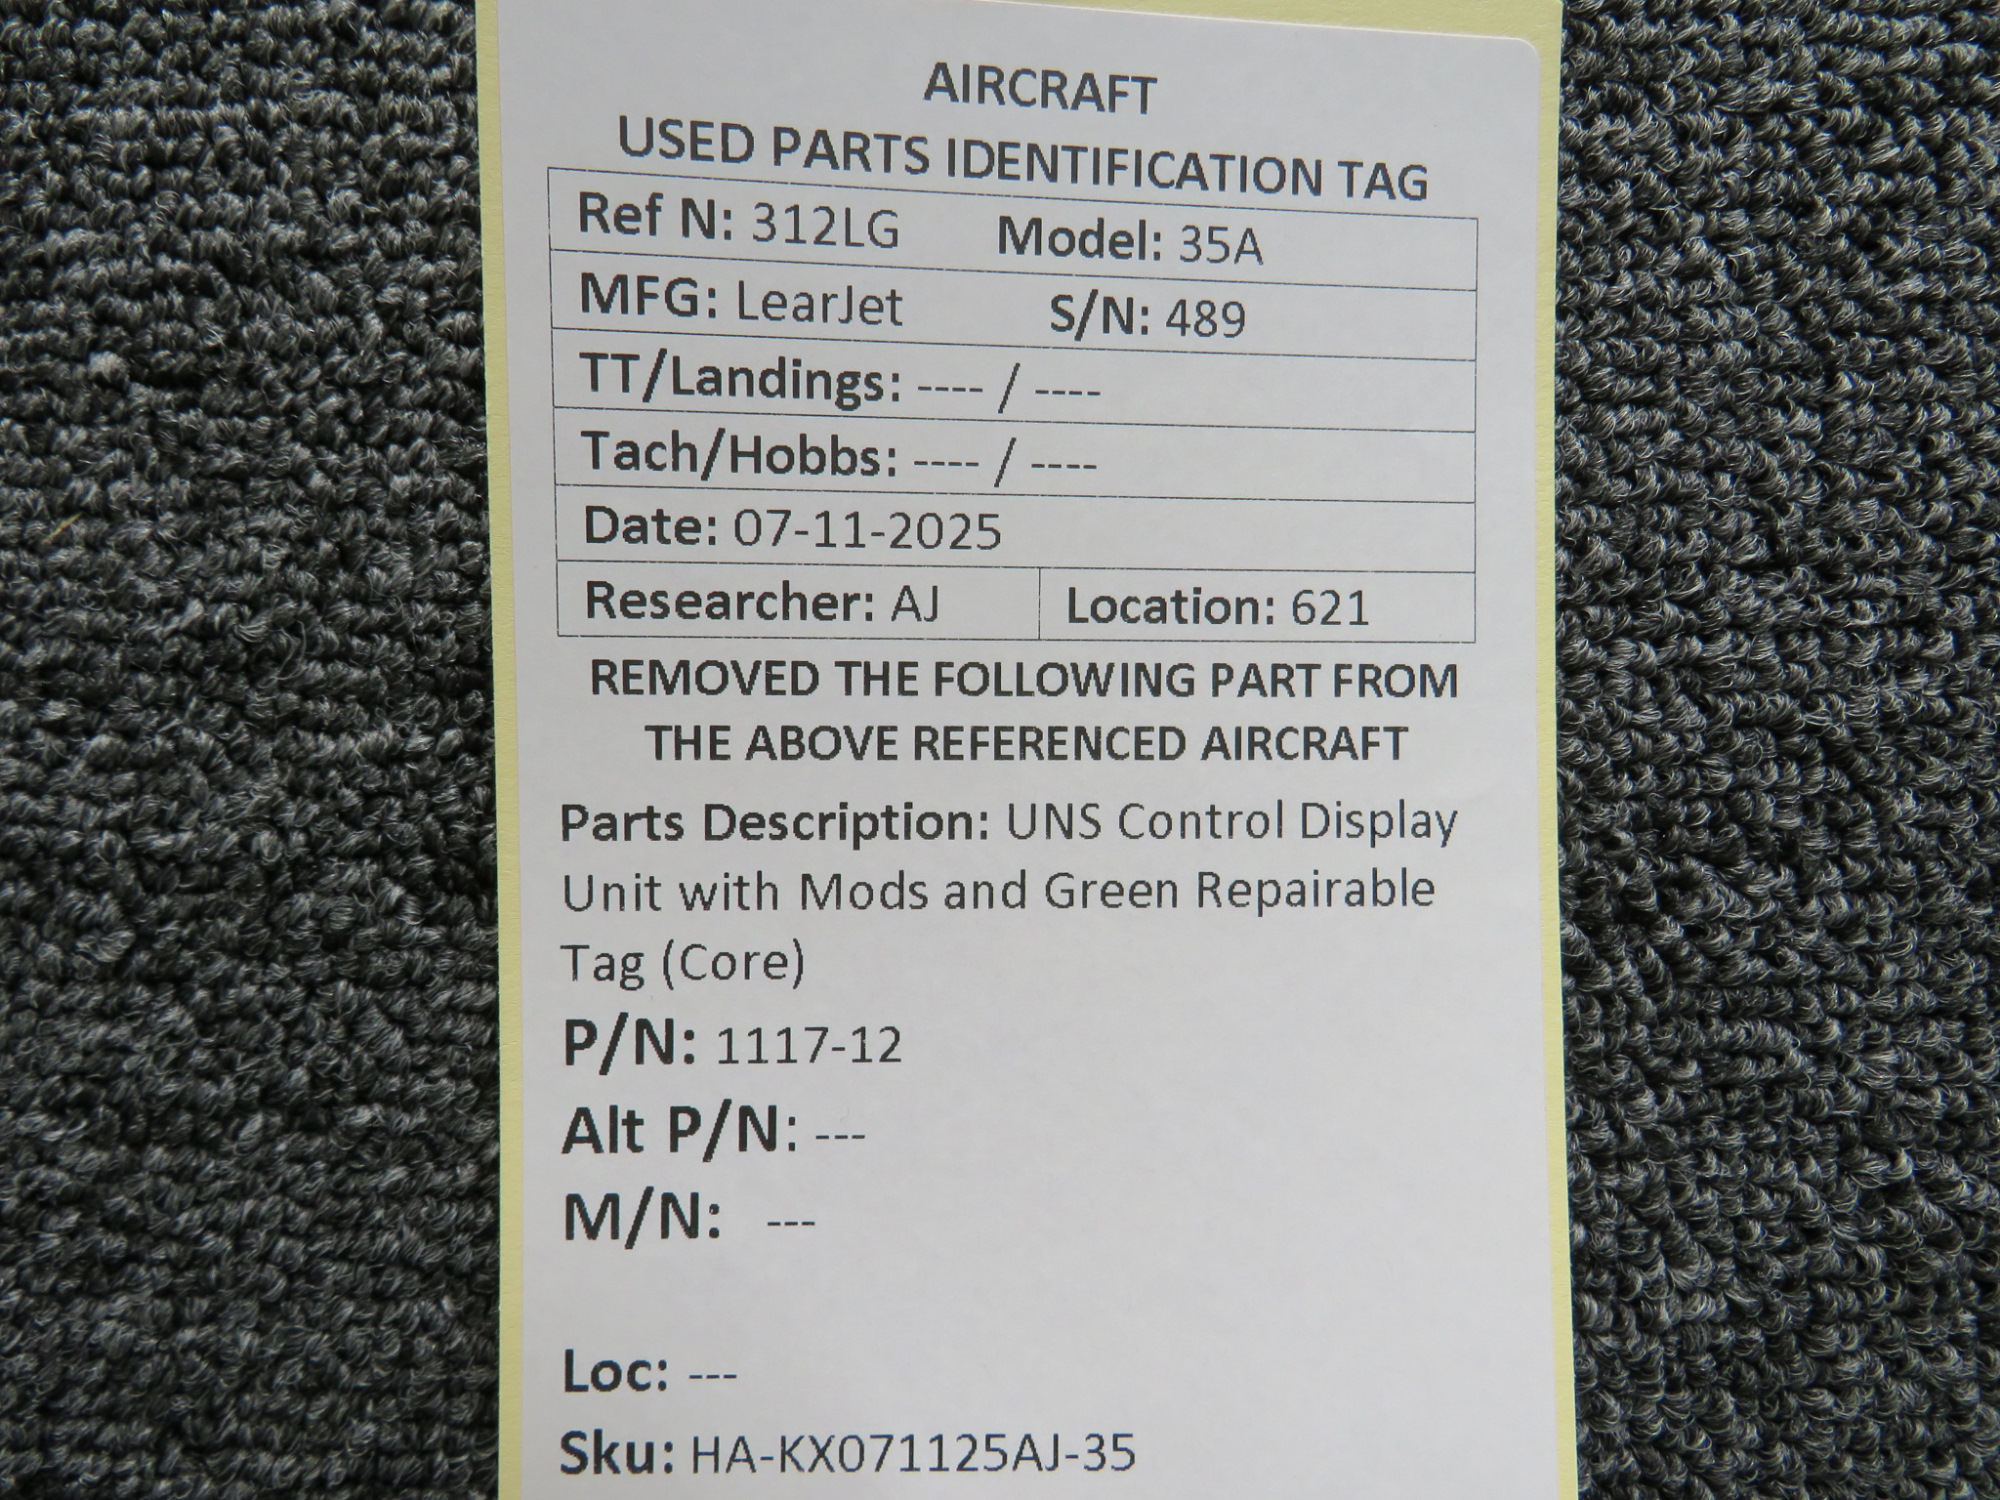 AIRCRAFT
USED PARTS IDENTIFICATION TAG
Ref N: 312LG Model: 35A
MFG: LearJet S/N: 489
TT/Landings: ---- / ----
Tach/Hobbs: ---- / ----
Date: 07-11-2025
Researcher: AJ Location: 621
REMOVED THE FOLLOWING PART FROM
THE ABOVE REFERENCED AIRCRAFT
Parts Description: UNS Control Display
Unit with Mods and Green Repairable
Tag (Core)
P/N: 1117-12
Alt P/N: ---
M/N: ---
Loc: ---
Sku: HA-KX071125AJ-35